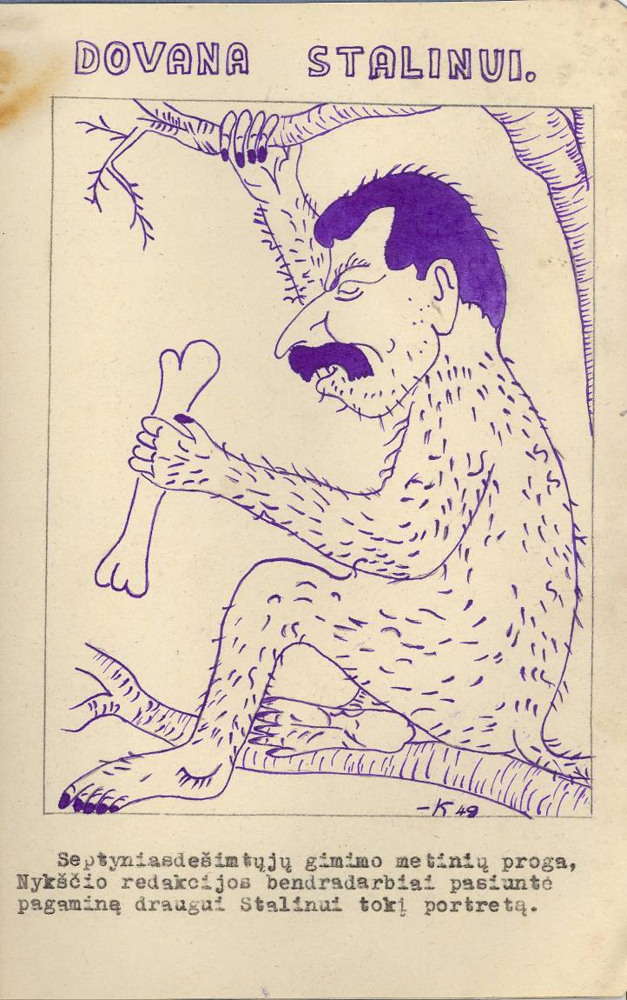 DOVANA STALINUI.
-K 49
Septyniasdešimtųjų gimimo metinių proga,
Nykščio redakcijos bendradarbiai pasiuntė
pagaminę draugui Stalinui tokį portretą.